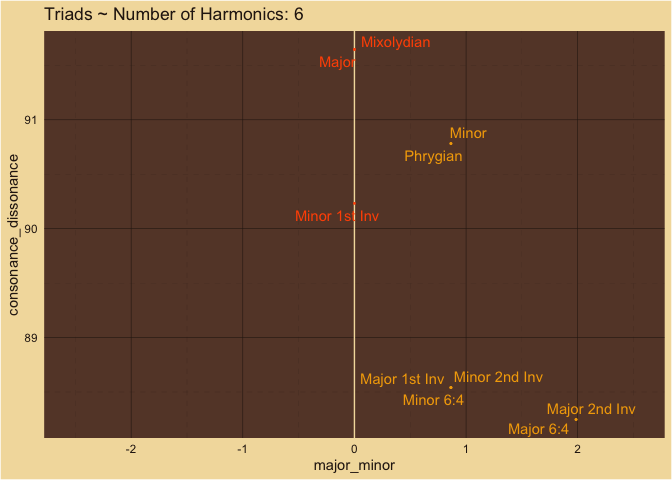 Triads ~ Number of Harmonics: 6
Mixolydian
Major
91
Minor
Phrygian
consonance_dissonance
Minor 1st Inv
90
89
Major 1st Inv
Minor 2nd Inv
Minor 6:4
Major 2nd Inv
Major 6:4
-2
-1
0
1
2
major_minor